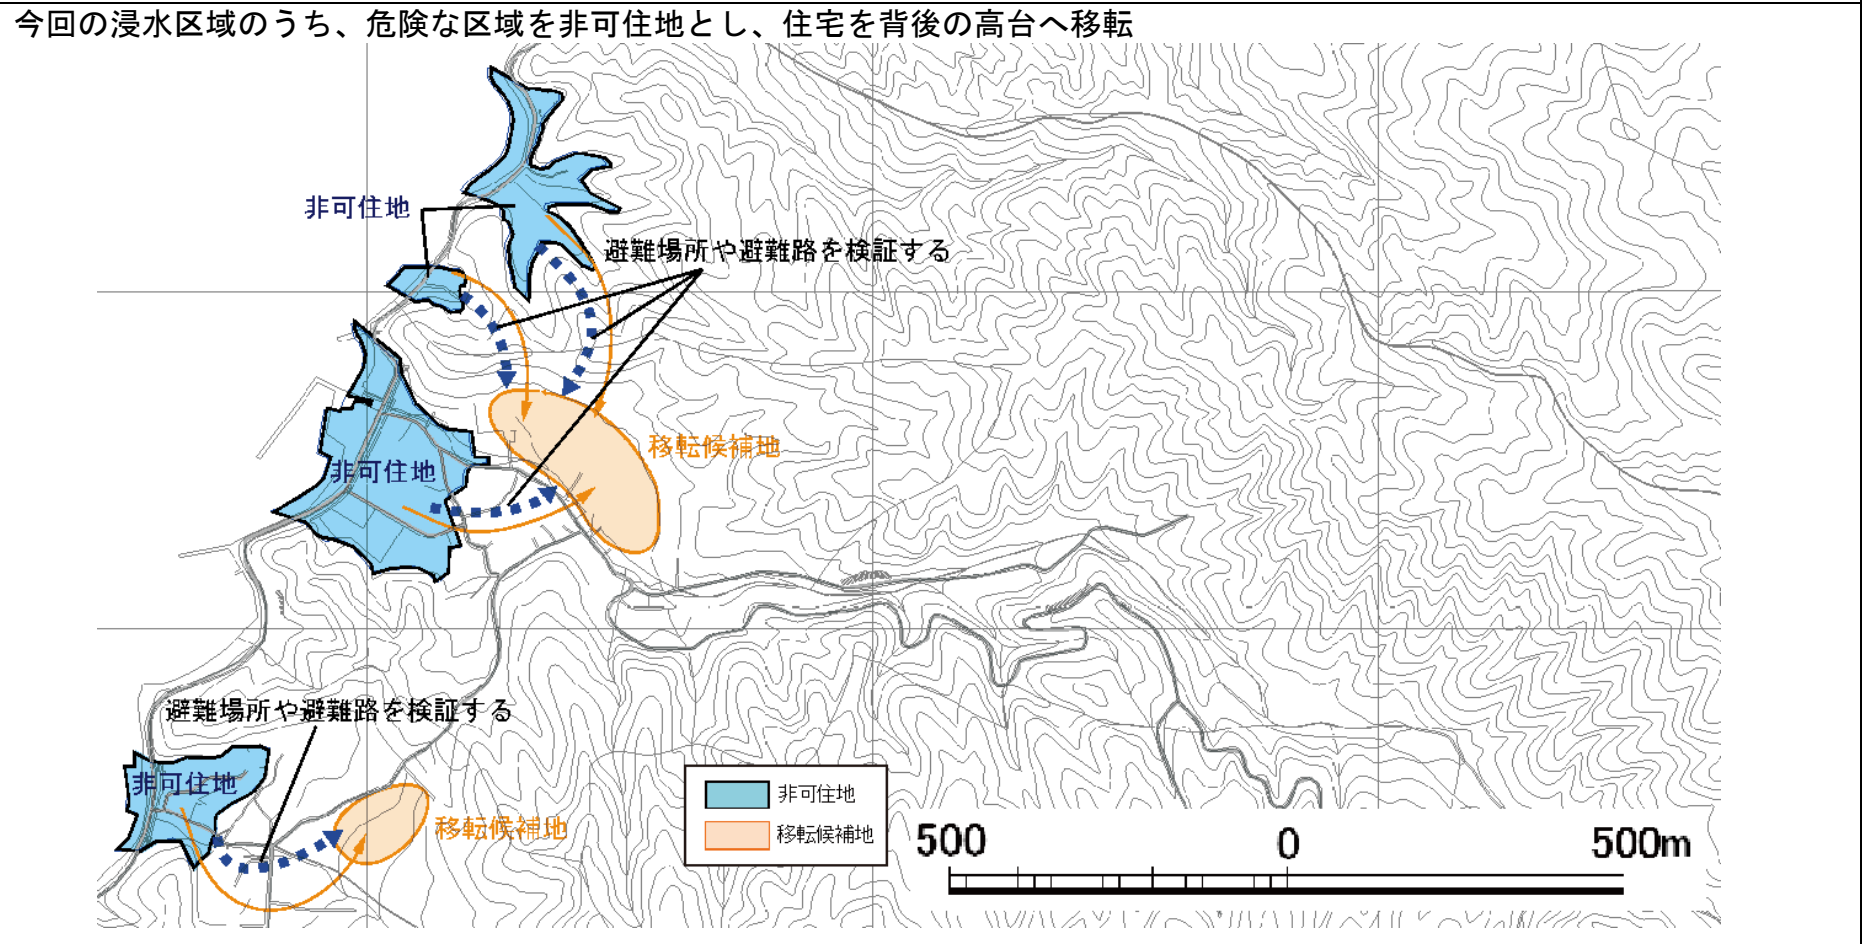 今回の浸水区域のうち、危険な区域を非可住地とし、住宅を背後の高台へ移転
非可住地
避難場所や避難路を検証する
移転候補地
非可住地
避難場所や避難路を検証する
非可住地
移転候補地
非可住地
移転候補地
500 0 500m